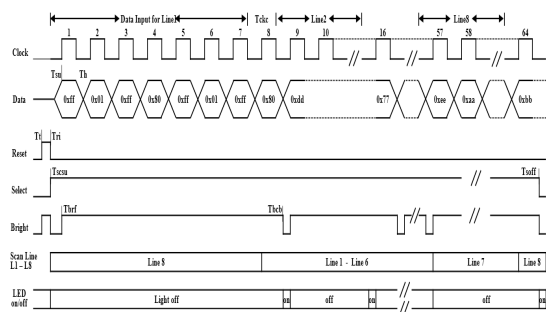 Data Input for Line1 Tckc Line2 Line8
1 2 3 4 5 6 7 8 9 10 16 57 58 64
Clock
Tsu Th
Data 0xff 0x01 0xff 0x80 0xff 0x01 0xff 0x80 0xdd 0x77 0xee 0xaa 0xbb
Tr Tri
Reset
Tscsu Tsoff
Select
Tbrf Tbcb
Bright
Scan Line
L1 – L8 Line 8 Line 1 - Line 6 Line 7 Line 8
LED
on/off Light off on off on off on